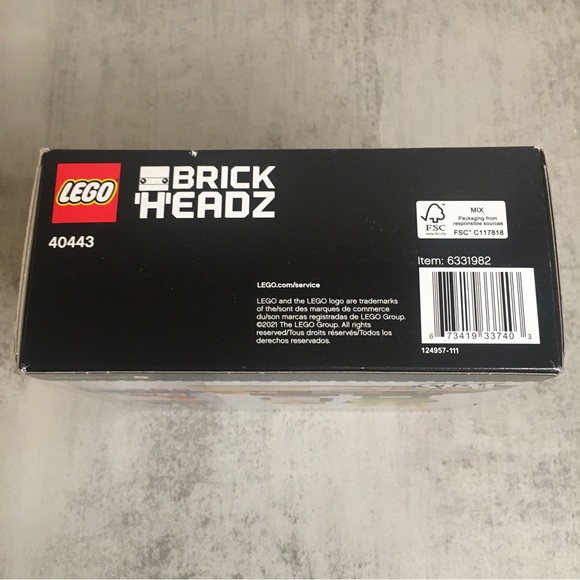 LEGO
BRICK
HEADZ
40443
MIX
Packaging from
responsible sources
FSC
www.fsc.org
FSC™ C117818
Item: 6331982
LEGO.com/service
LEGO and the LEGO logo are trademarks
of the/sont des marques de commerce
du/son marcas registradas de LEGO Group.
©2021 The LEGO Group. All rights
reserved/Tous droits réservés/Todos los
derechos reservados.
6 73419 33740 3
124957-111